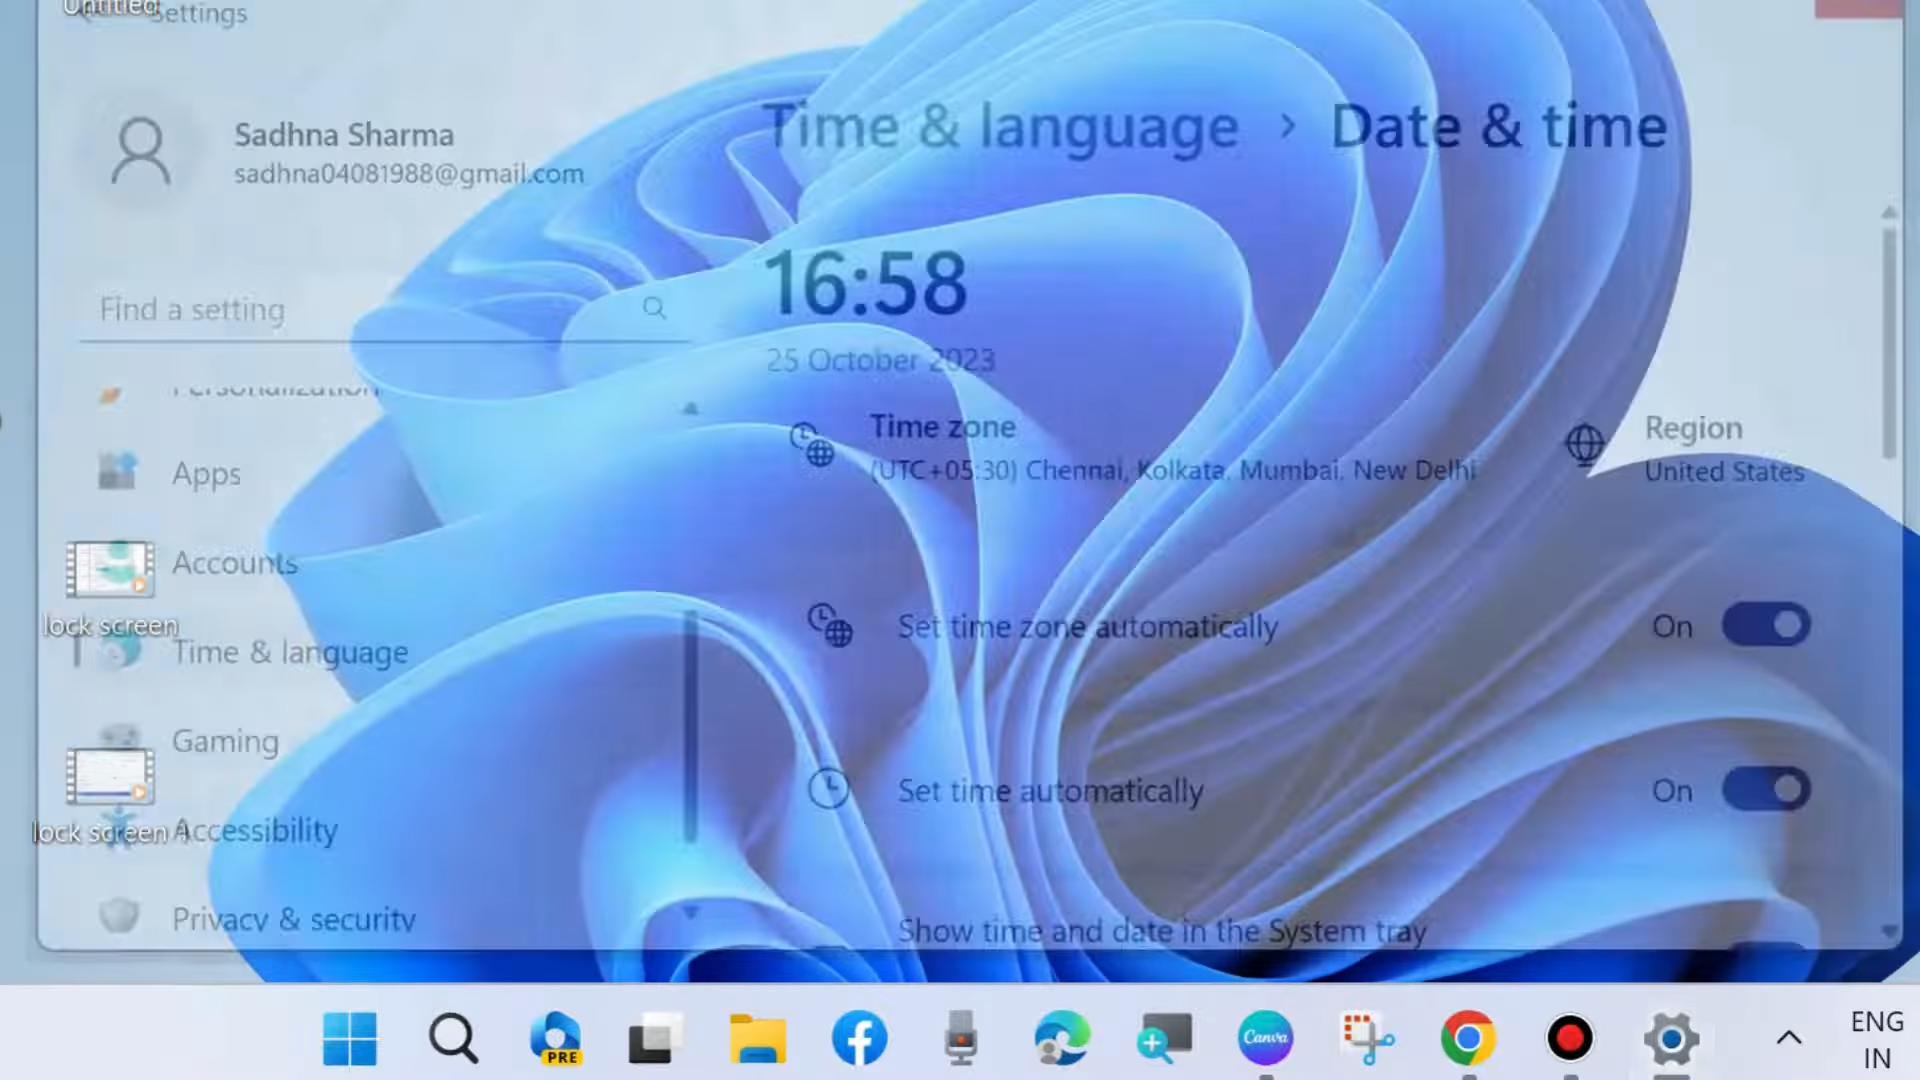 Untitled
Settings
Sadhna Sharma
sadhna04081988@gmail.com
Find a setting
Personalization
Apps
Accounts
lock screen
Time & language
Gaming
lock screen 4
Accessibility
Privacy & security
Time & language › Date & time
16:58
25 October 2023
Time zone
(UTC+05:30) Chennai, Kolkata, Mumbai, New Delhi
Region
United States
Set time zone automatically
On
Set time automatically
On
Show time and date in the System tray
PRE
Canva
ENG
IN